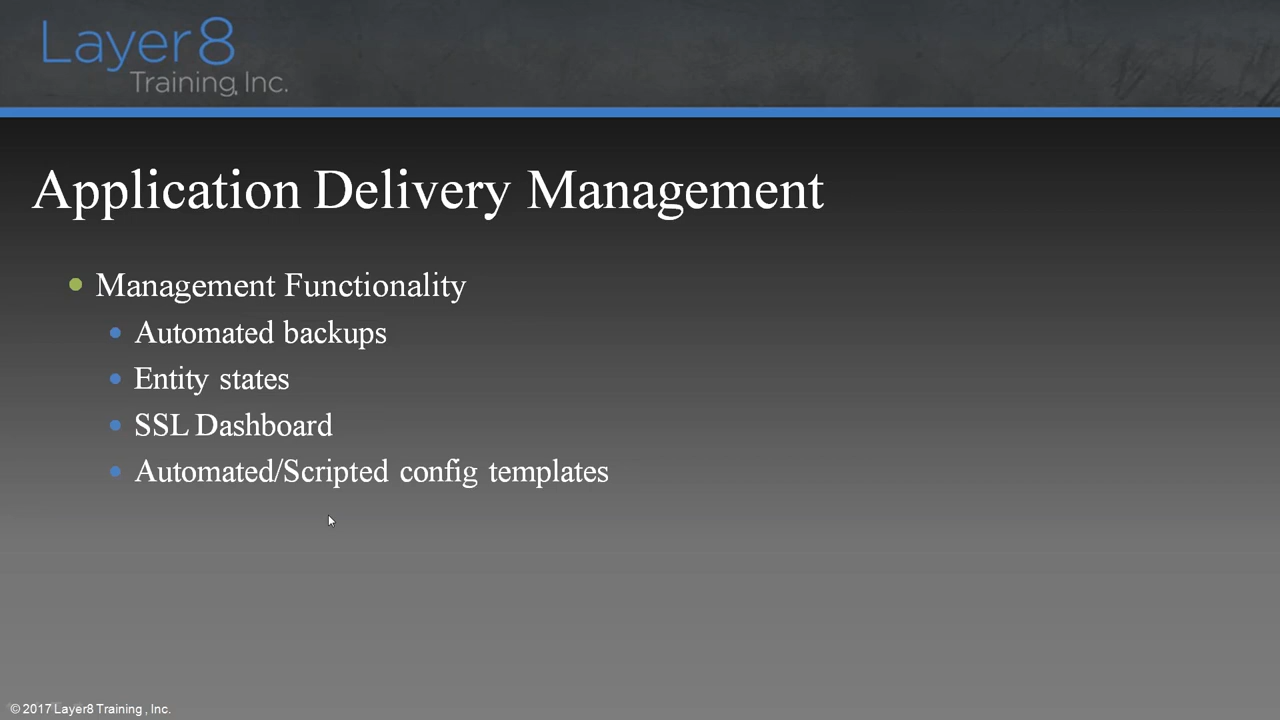 Layer8
Training, Inc.
Application Delivery Management
Management Functionality
Automated backups
Entity states
SSL Dashboard
Automated/Scripted config templates
© 2017 Layer8 Training , Inc.